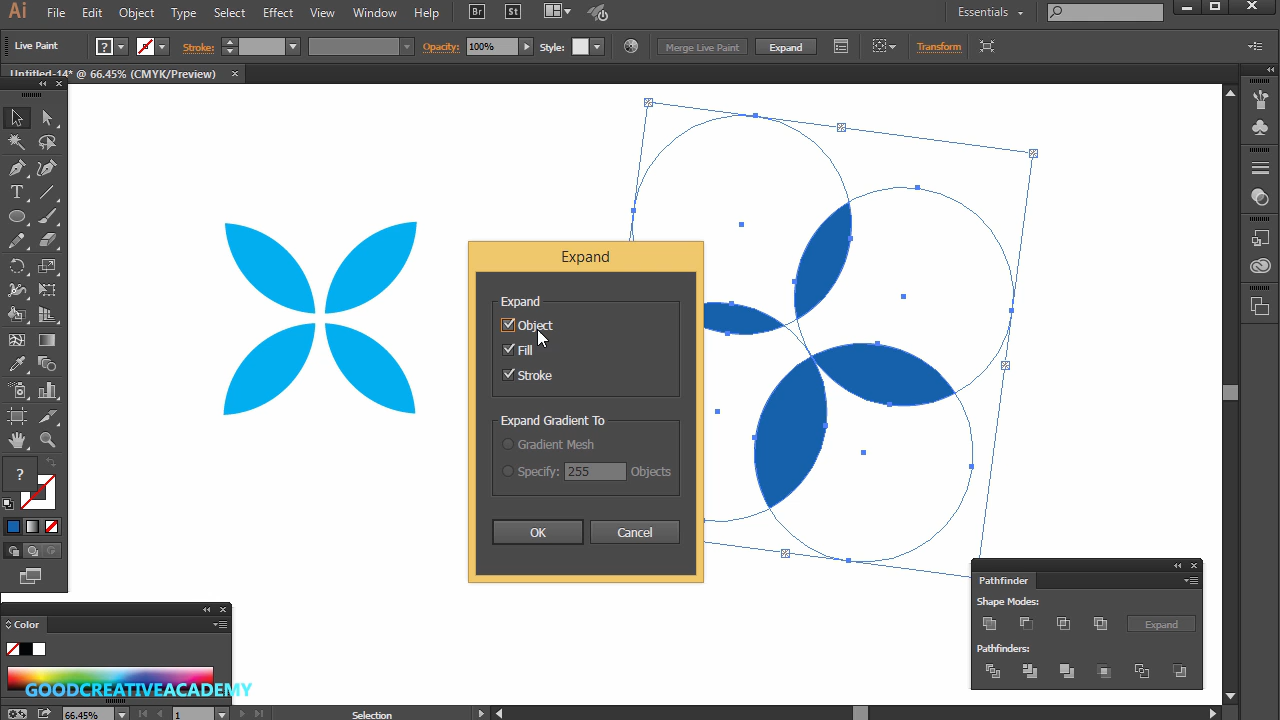 Ai File Edit Object Type Select Effect View Window Help Br St Essentials
Live Paint ? Stroke: Opacity: 100% Style: Merge Live Paint Expand Transform
Untitled-14* @ 66.45% (CMYK/Preview)
Expand
Expand
Object
Fill
Stroke
Expand Gradient To
Gradient Mesh
Specify: 255 Objects
OK Cancel
T
?
Pathfinder
Shape Modes:
Expand
Pathfinders:
Color
GOODCREATIVEACADEMY
66.45% 1 Selection